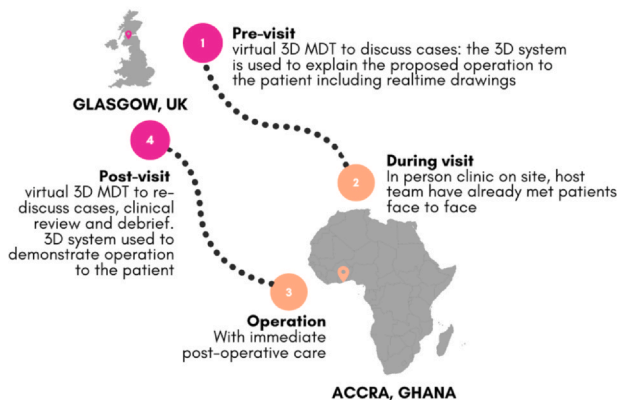 1
Pre-visit
virtual 3D MDT to discuss cases: the 3D system
is used to explain the proposed operation to
the patient including realtime drawings
GLASGOW, UK
4
Post-visit
virtual 3D MDT to re-
discuss cases, clinical
review and debrief.
3D system used to
demonstrate operation
to the patient
During visit
2
In person clinic on site, host
team have already met patients
face to face
3
Operation
With immediate
post-operative care
ACCRA, GHANA